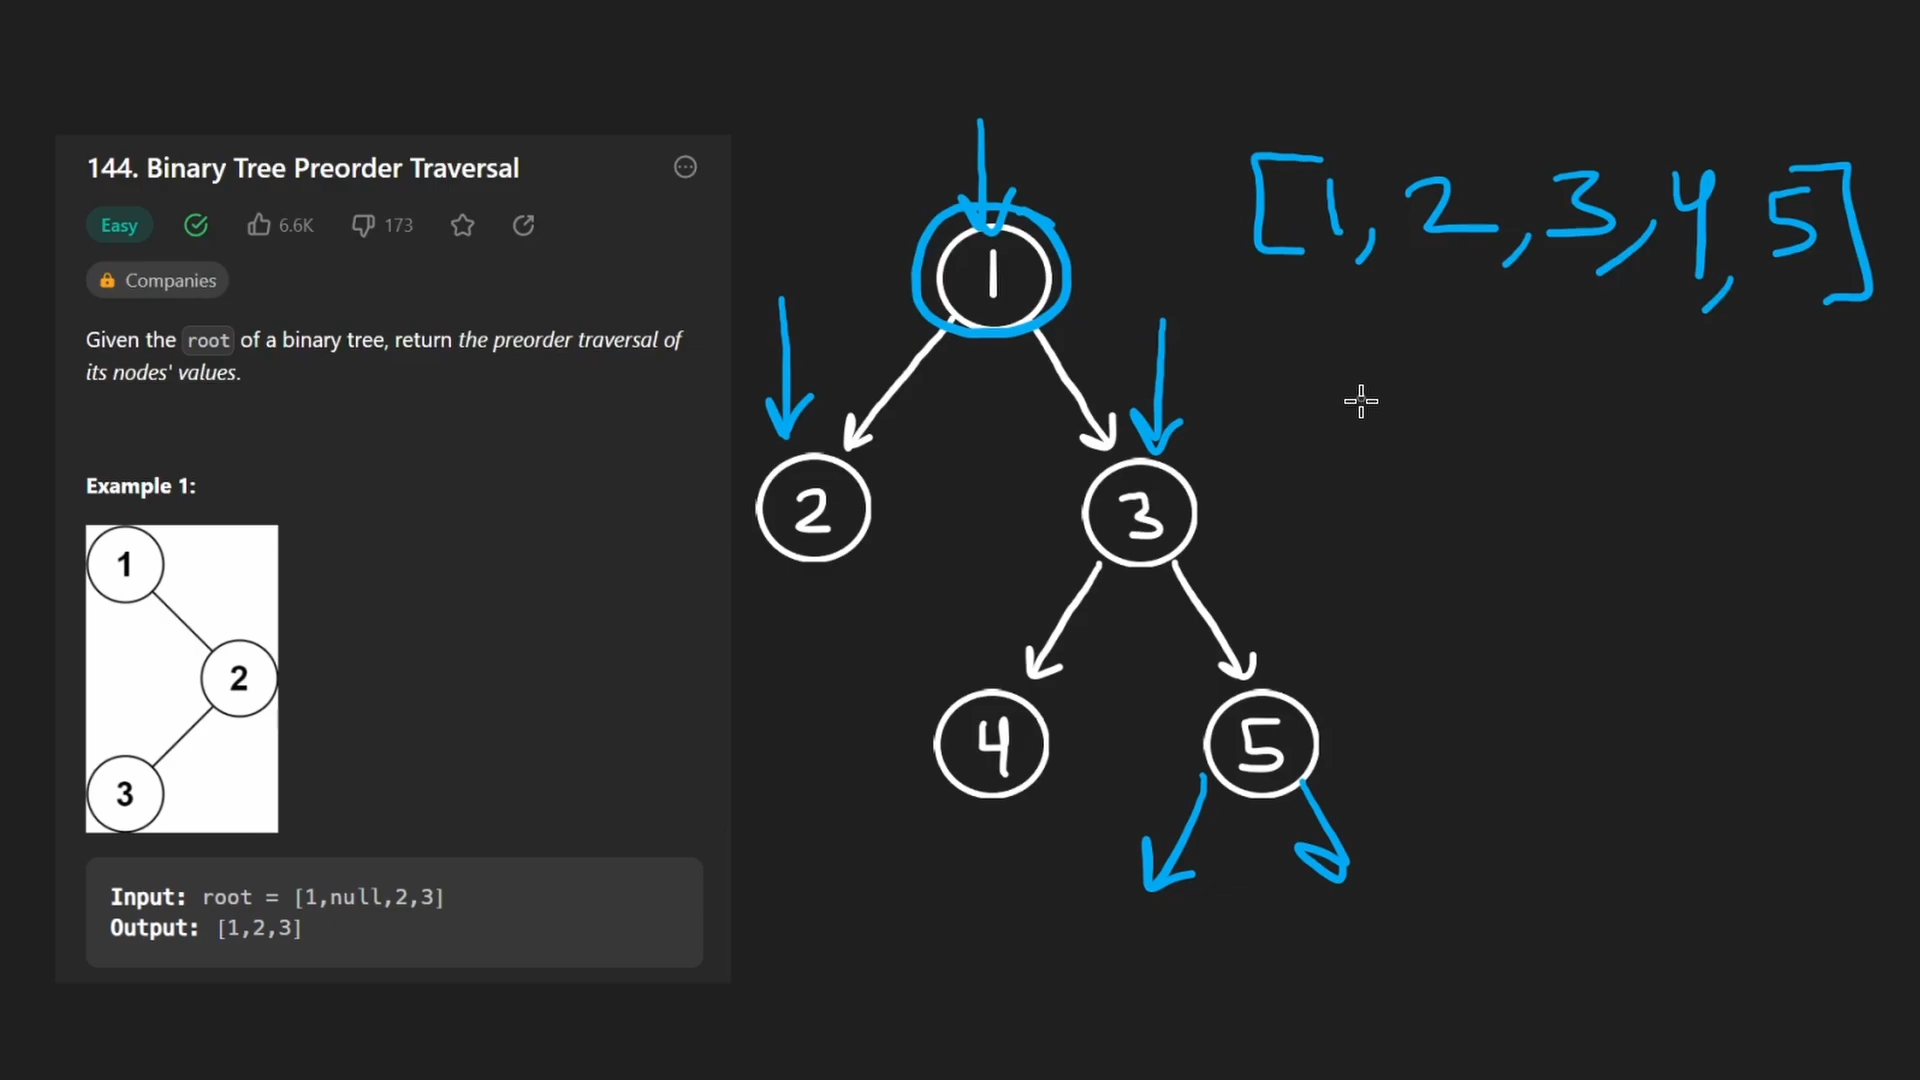 144. Binary Tree Preorder Traversal
Easy 6.6K 173
Companies
Given the root of a binary tree, return the preorder traversal of
its nodes' values.
Example 1:
1
2
3
Input: root = [1,null,2,3]
Output: [1,2,3]
1
2 3
4 5
[1, 2, 3, 4, 5]